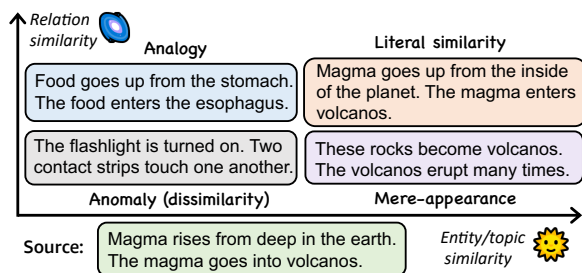 Relation
similarity
Analogy
Literal similarity
Food goes up from the stomach.
The food enters the esophagus.
Magma goes up from the inside
of the planet. The magma enters
volcanos.
The flashlight is turned on. Two
contact strips touch one another.
These rocks become volcanos.
The volcanos erupt many times.
Anomaly (dissimilarity)
Mere-appearance
Source:
Magma rises from deep in the earth.
The magma goes into volcanos.
Entity/topic
similarity